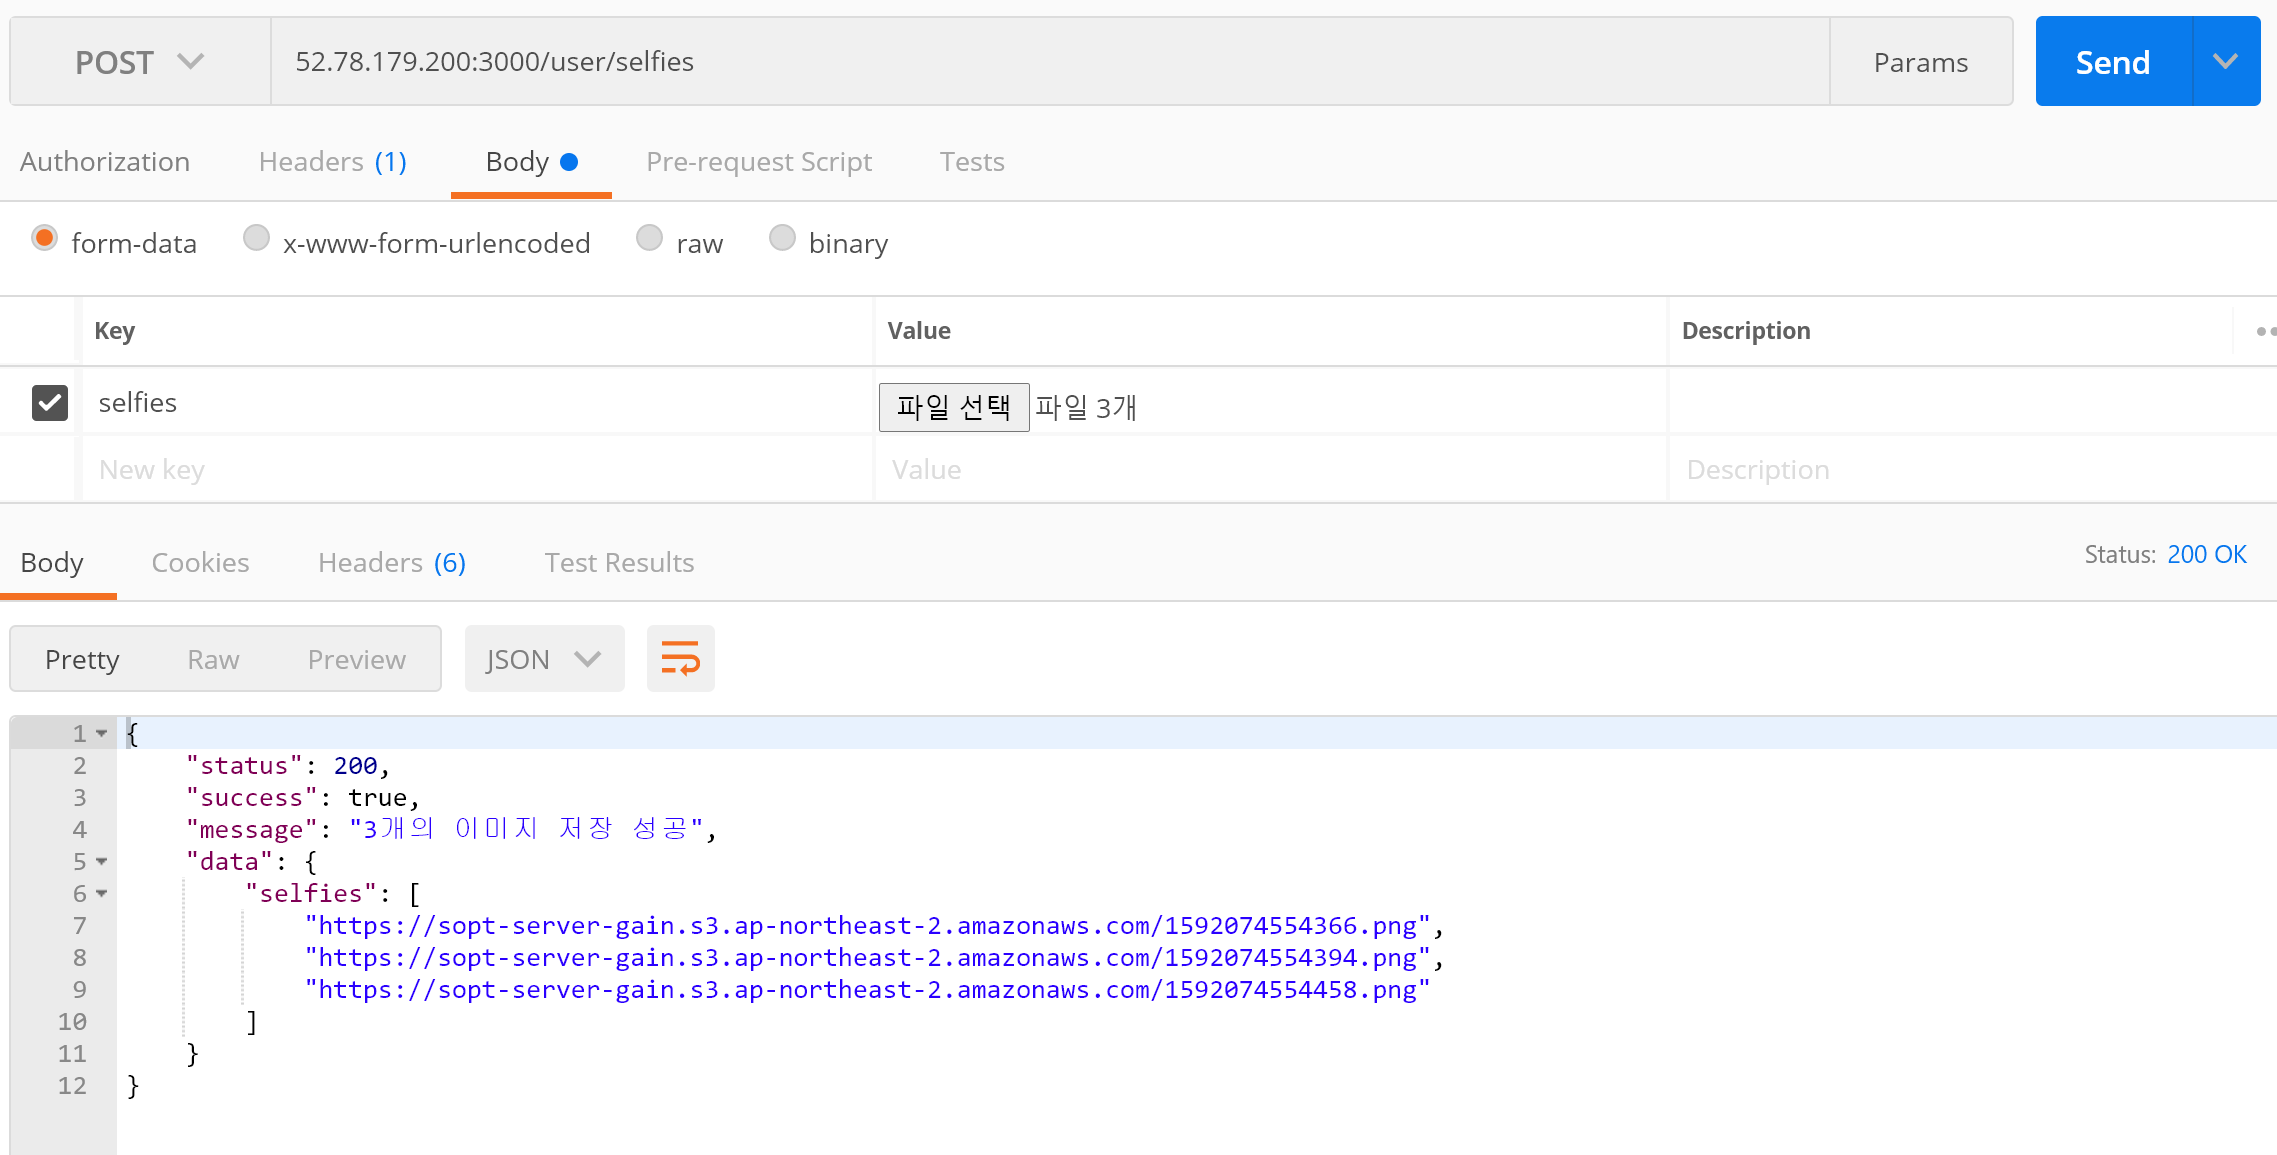 POST 52.78.179.200:3000/user/selfies Params Send
Authorization Headers (1) Body Pre-request Script Tests
form-data x-www-form-urlencoded raw binary
Key Value Description
selfies 파일 선택 파일 3개
New key Value Description
Body Cookies Headers (6) Test Results Status: 200 OK
Pretty Raw Preview JSON
1 {
2 "status": 200,
3 "success": true,
4 "message": "3개의 이미지 저장 성공",
5 "data": {
6 "selfies": [
7 "https://sopt-server-gain.s3.ap-northeast-2.amazonaws.com/1592074554366.png",
8 "https://sopt-server-gain.s3.ap-northeast-2.amazonaws.com/1592074554394.png",
9 "https://sopt-server-gain.s3.ap-northeast-2.amazonaws.com/1592074554458.png"
10 ]
11 }
12 }